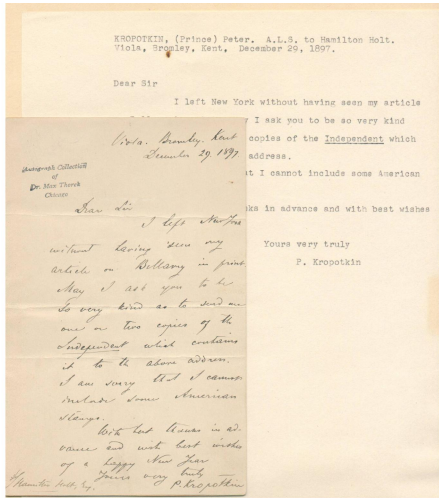 KROPOTKIN, (Prince) Peter. A.L.S. to Hamilton Holt.
Viola, Bromley, Kent, December 29, 1897.
Dear Sir
I left New York without having seen my article
I ask you to be so very kind
copies of the Independent which
address.
I cannot include some American
in advance and with best wishes
Yours very truly
P. Kropotkin
Viola. Bromley. Kent
December 29. 1897
Autograph Collection
of
Dr. Max Thorek
Chicago
Dear Sir
I left New York
without having seen my
article on Bellamy in print
May I ask you to be
so very kind as to send me
one or two copies of the
Independent which contains
it to the above address.
I am sorry that I cannot
include some American
stamps.
With best thanks in ad-
vance and with best wishes
of a happy New Year
Yours very truly
P. Kropotkin
Hamilton Holt, Esq.